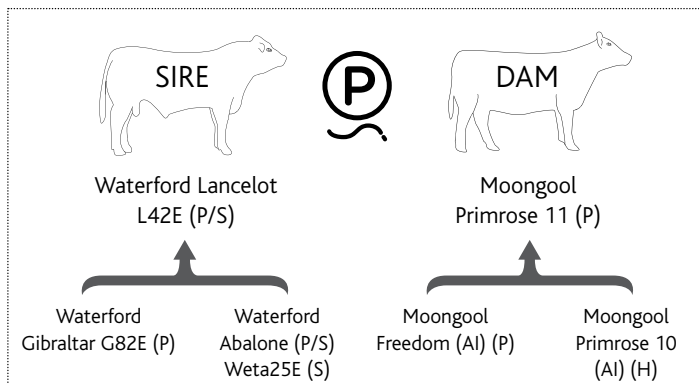 SIRE
P
DAM
Waterford Lancelot
L42E (P/S)
Moongool
Primrose 11 (P)
Waterford
Gibraltar G82E (P)
Waterford
Abalone (P/S)
Weta25E (S)
Moongool
Freedom (AI) (P)
Moongool
Primrose 10
(AI) (H)